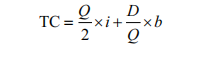 TC = Q/2 × i + D/Q × b